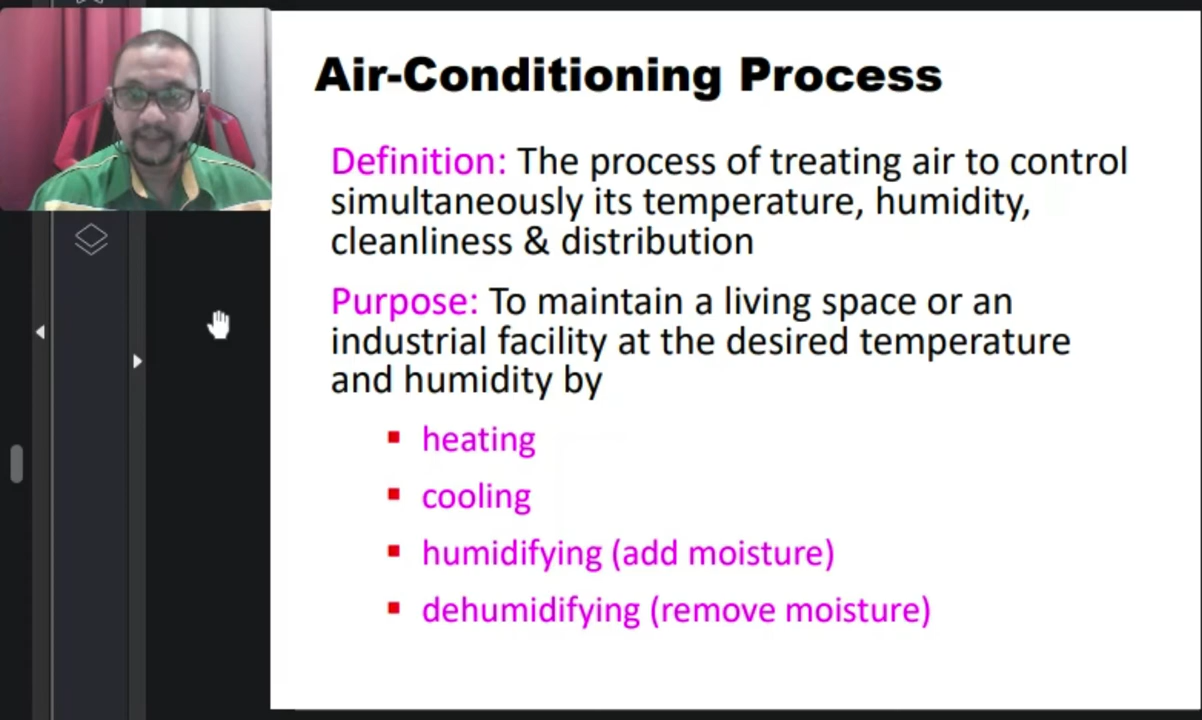 Air-Conditioning Process
Definition: The process of treating air to control
simultaneously its temperature, humidity,
cleanliness & distribution
Purpose: To maintain a living space or an
industrial facility at the desired temperature
and humidity by
▪ heating
▪ cooling
▪ humidifying (add moisture)
▪ dehumidifying (remove moisture)